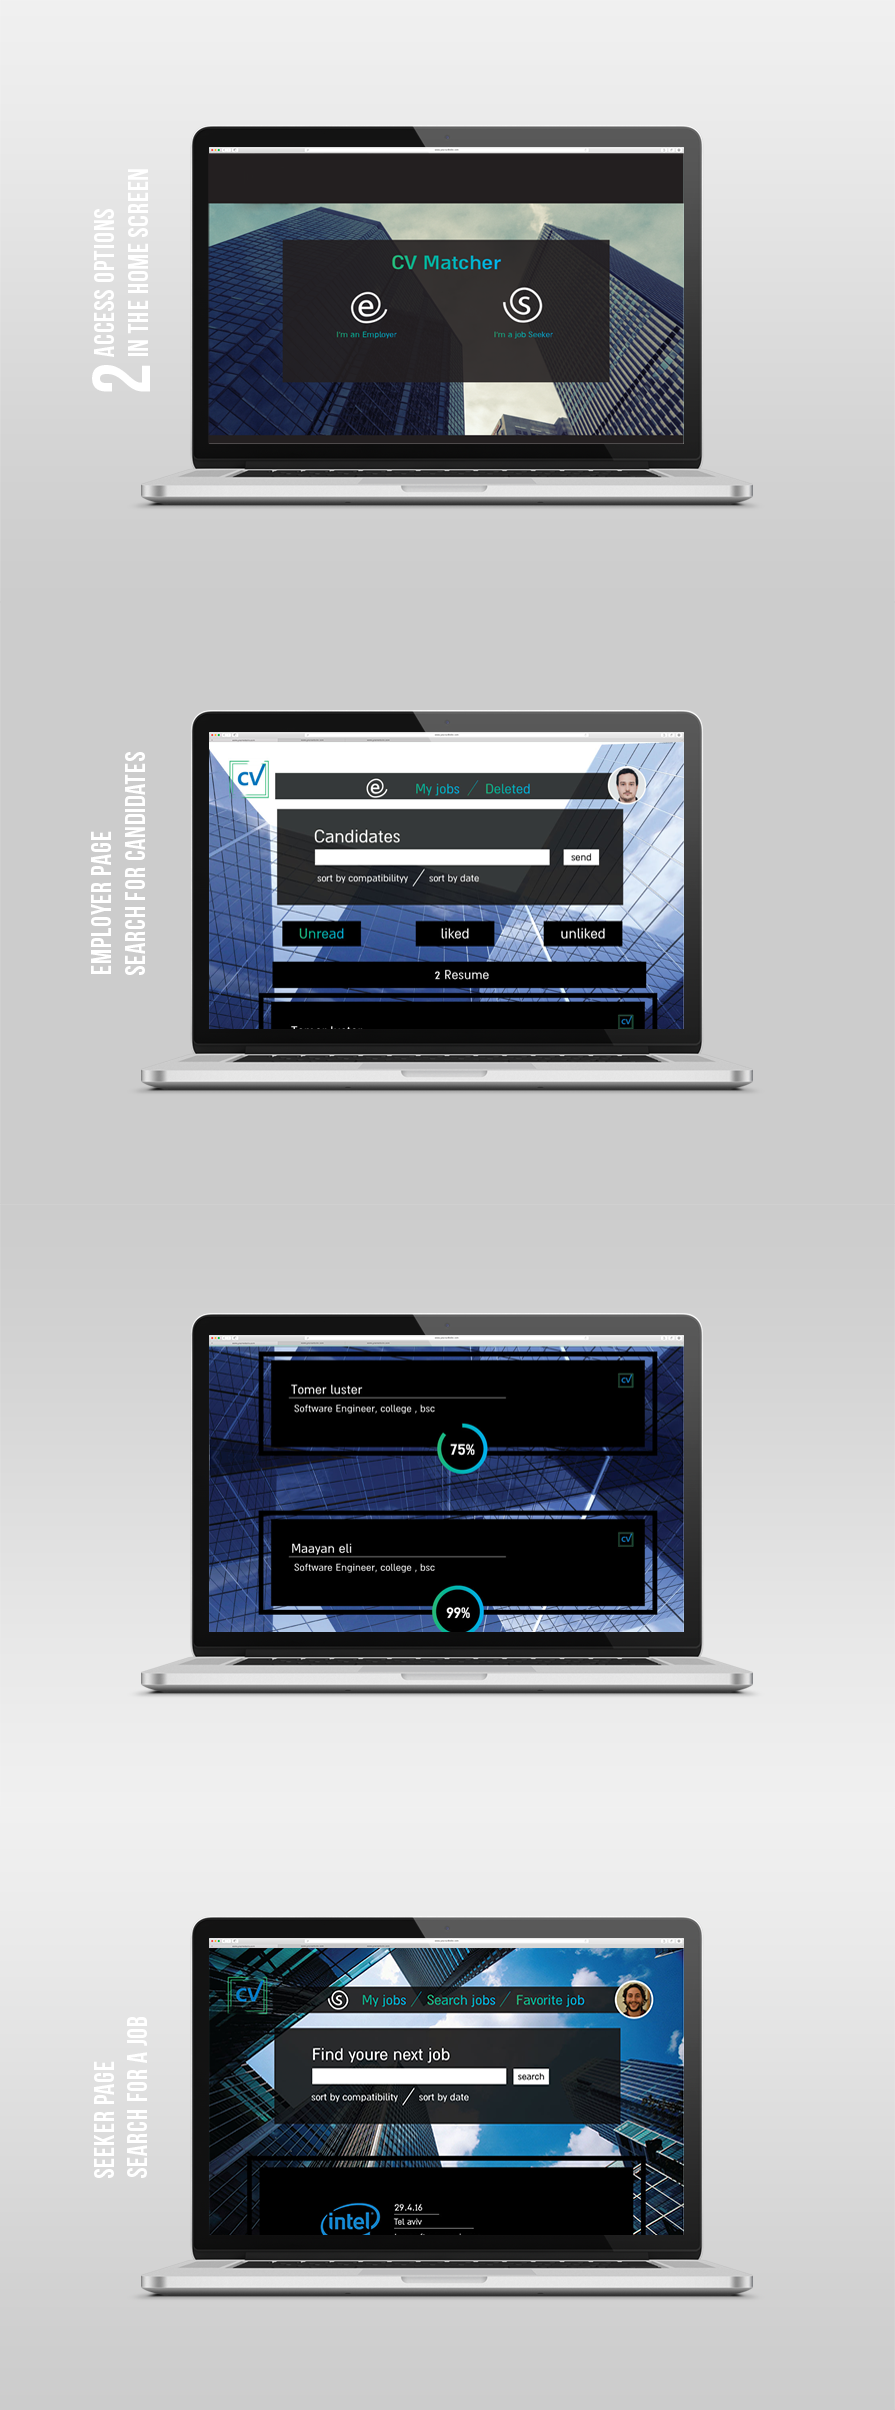 2 ACCESS OPTIONS
IN THE HOME SCREEN
CV Matcher
e
s
I'm an Employer
I'm a job Seeker
EMPLOYER PAGE
SEARCH FOR CANDIDATES
cv
e My jobs / Deleted
Candidates
send
sort by compatibilityy / sort by date
Unread liked unliked
2 Resume
Tomer luster
cv
Tomer luster
cv
Software Engineer, college , bsc
75%
Maayan eli
cv
Software Engineer, college , bsc
99%
SEEKER PAGE
SEARCH FOR A JOB
cv
s My jobs / Search jobs / Favorite job
Find youre next job
search
sort by compatibility / sort by date
intel
29.4.16
Tel aviv